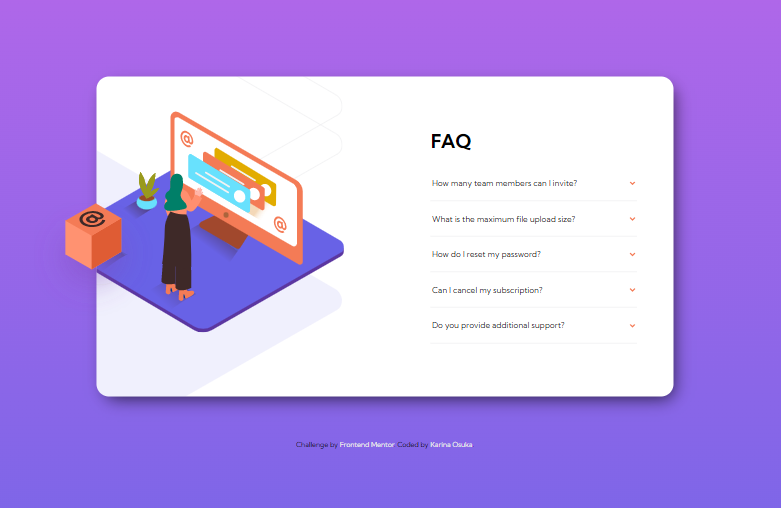 FAQ
How many team members can I invite?
What is the maximum file upload size?
How do I reset my password?
Can I cancel my subscription?
Do you provide additional support?
@
@
@
Challenge by Frontend Mentor. Coded by Karina Osuka